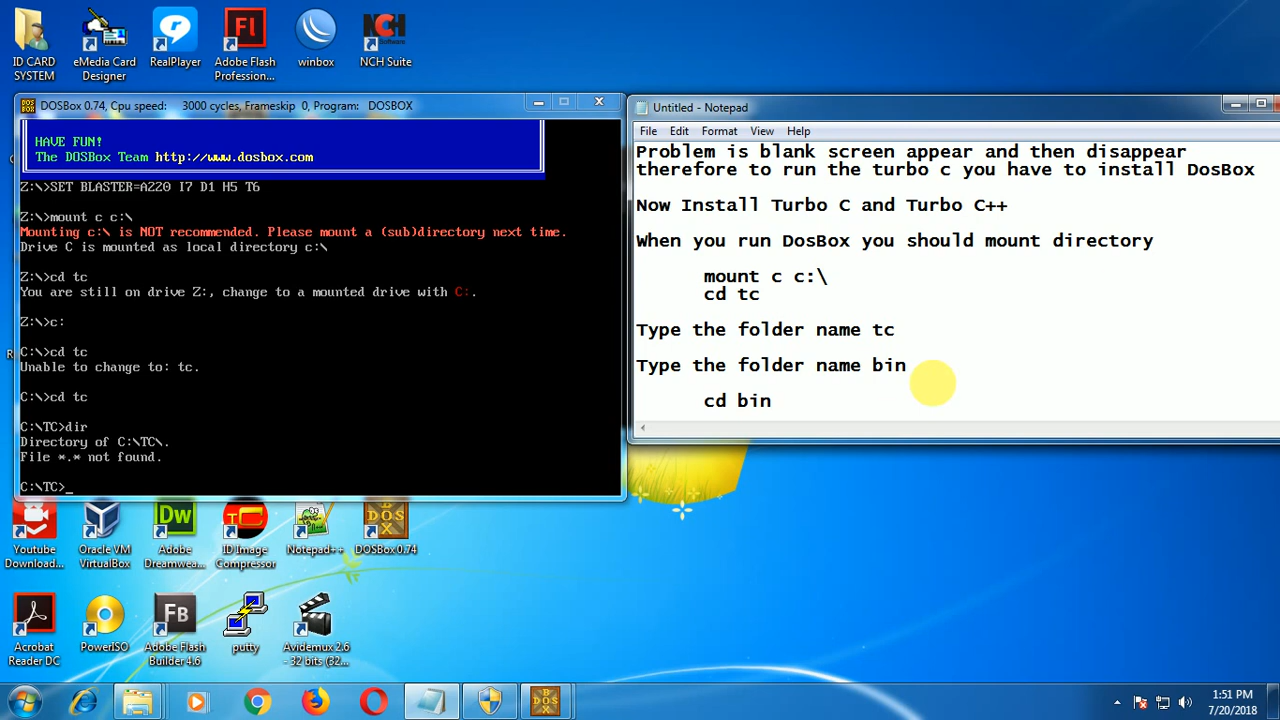 ID CARD
SYSTEM
eMedia Card
Designer
RealPlayer
Adobe Flash
Profession...
winbox
NCH
Software
NCH Suite
DOSBox 0.74, Cpu speed: 3000 cycles, Frameskip 0, Program: DOSBOX
HAVE FUN!
The DOSBox Team http://www.dosbox.com
Z:\>SET BLASTER=A220 I7 D1 H5 T6
Z:\>mount c c:\
Mounting c:\ is NOT recommended. Please mount a (sub)directory next time.
Drive C is mounted as local directory c:\
Z:\>cd tc
You are still on drive Z:, change to a mounted drive with C:.
Z:\>c:
C:\>cd tc
Unable to change to: tc.
C:\>cd tc
C:\TC>dir
Directory of C:\TC\.
File *.* not found.
C:\TC>_
Untitled - Notepad
File Edit Format View Help
Problem is blank screen appear and then disappear
therefore to run the turbo c you have to install DosBox
Now Install Turbo C and Turbo C++
When you run DosBox you should mount directory
mount c c:\
cd tc
Type the folder name tc
Type the folder name bin
cd bin
Youtube
Download...
Oracle VM
VirtualBox
Dw
Adobe
Dreamwea...
IC
ID Image
Compressor
Notepad++
DOSBox 0.74
Acrobat
Reader DC
PowerISO
Fb
Adobe Flash
Builder 4.6
putty
Avidemux 2.6
- 32 bits (32...
1:51 PM
7/20/2018